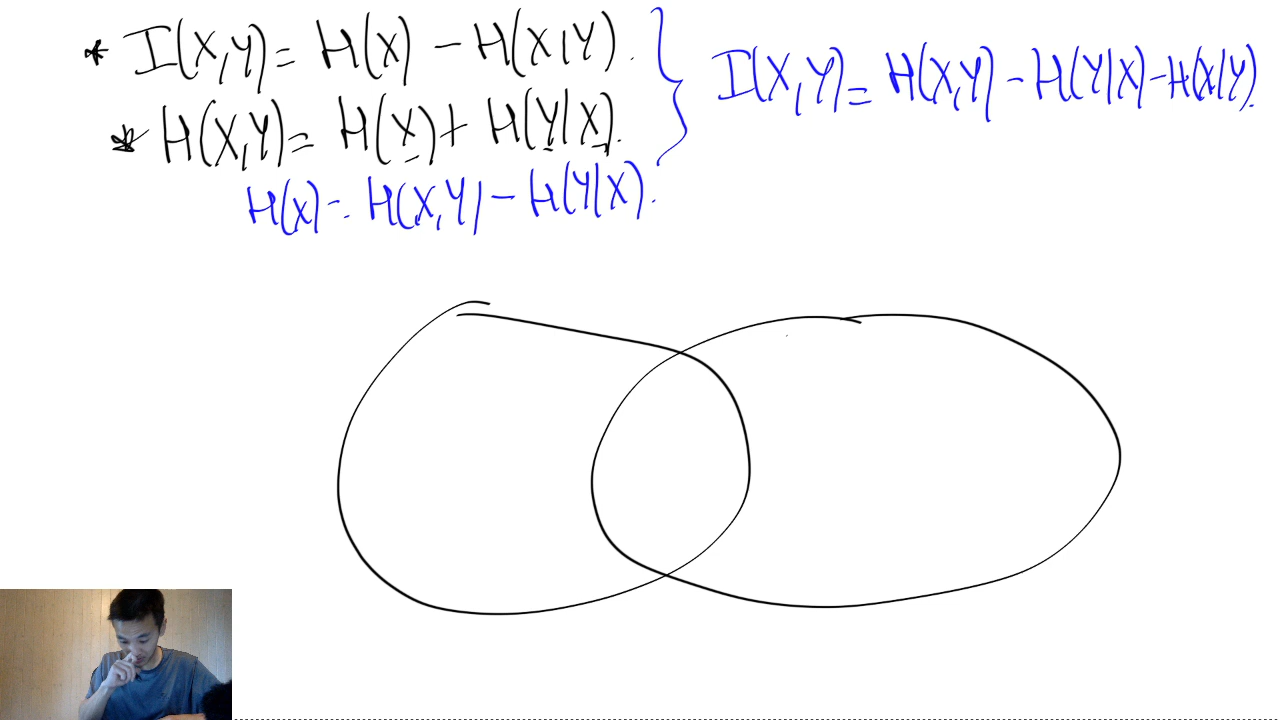 * I(X,Y) = H(X) - H(X|Y).
* H(X,Y) = H(X) + H(Y|X).
H(X) = H(X,Y) - H(Y|X).
I(X,Y) = H(X,Y) - H(Y|X) - H(X|Y).